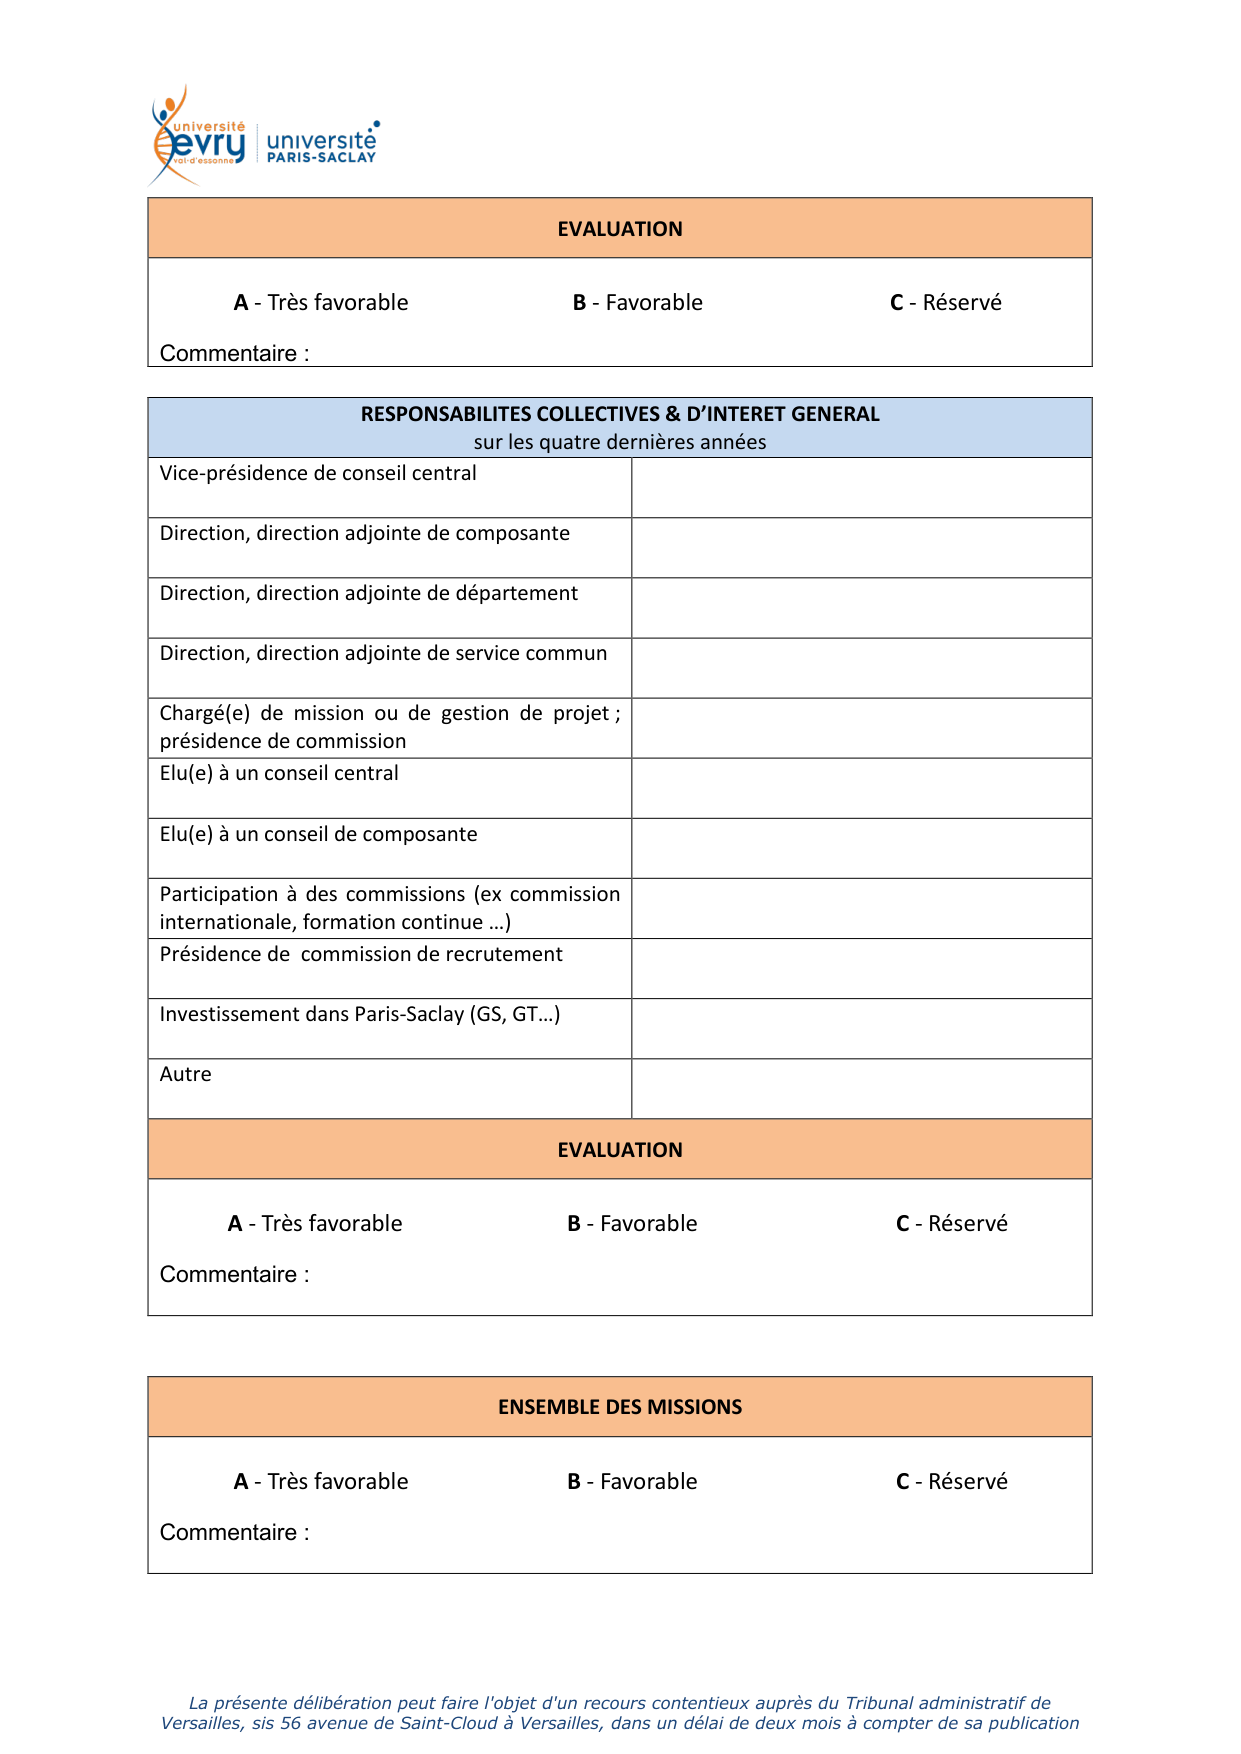 université
evry
val-d'essonne
université
PARIS-SACLAY
EVALUATION
A - Très favorable B - Favorable C - Réservé
Commentaire :
RESPONSABILITES COLLECTIVES & D’INTERET GENERAL
sur les quatre dernières années
Vice-présidence de conseil central
Direction, direction adjointe de composante
Direction, direction adjointe de département
Direction, direction adjointe de service commun
Chargé(e) de mission ou de gestion de projet ;
présidence de commission
Elu(e) à un conseil central
Elu(e) à un conseil de composante
Participation à des commissions (ex commission
internationale, formation continue …)
Présidence de commission de recrutement
Investissement dans Paris-Saclay (GS, GT…)
Autre
EVALUATION
A - Très favorable B - Favorable C - Réservé
Commentaire :
ENSEMBLE DES MISSIONS
A - Très favorable B - Favorable C - Réservé
Commentaire :
La présente délibération peut faire l'objet d'un recours contentieux auprès du Tribunal administratif de
Versailles, sis 56 avenue de Saint-Cloud à Versailles, dans un délai de deux mois à compter de sa publication